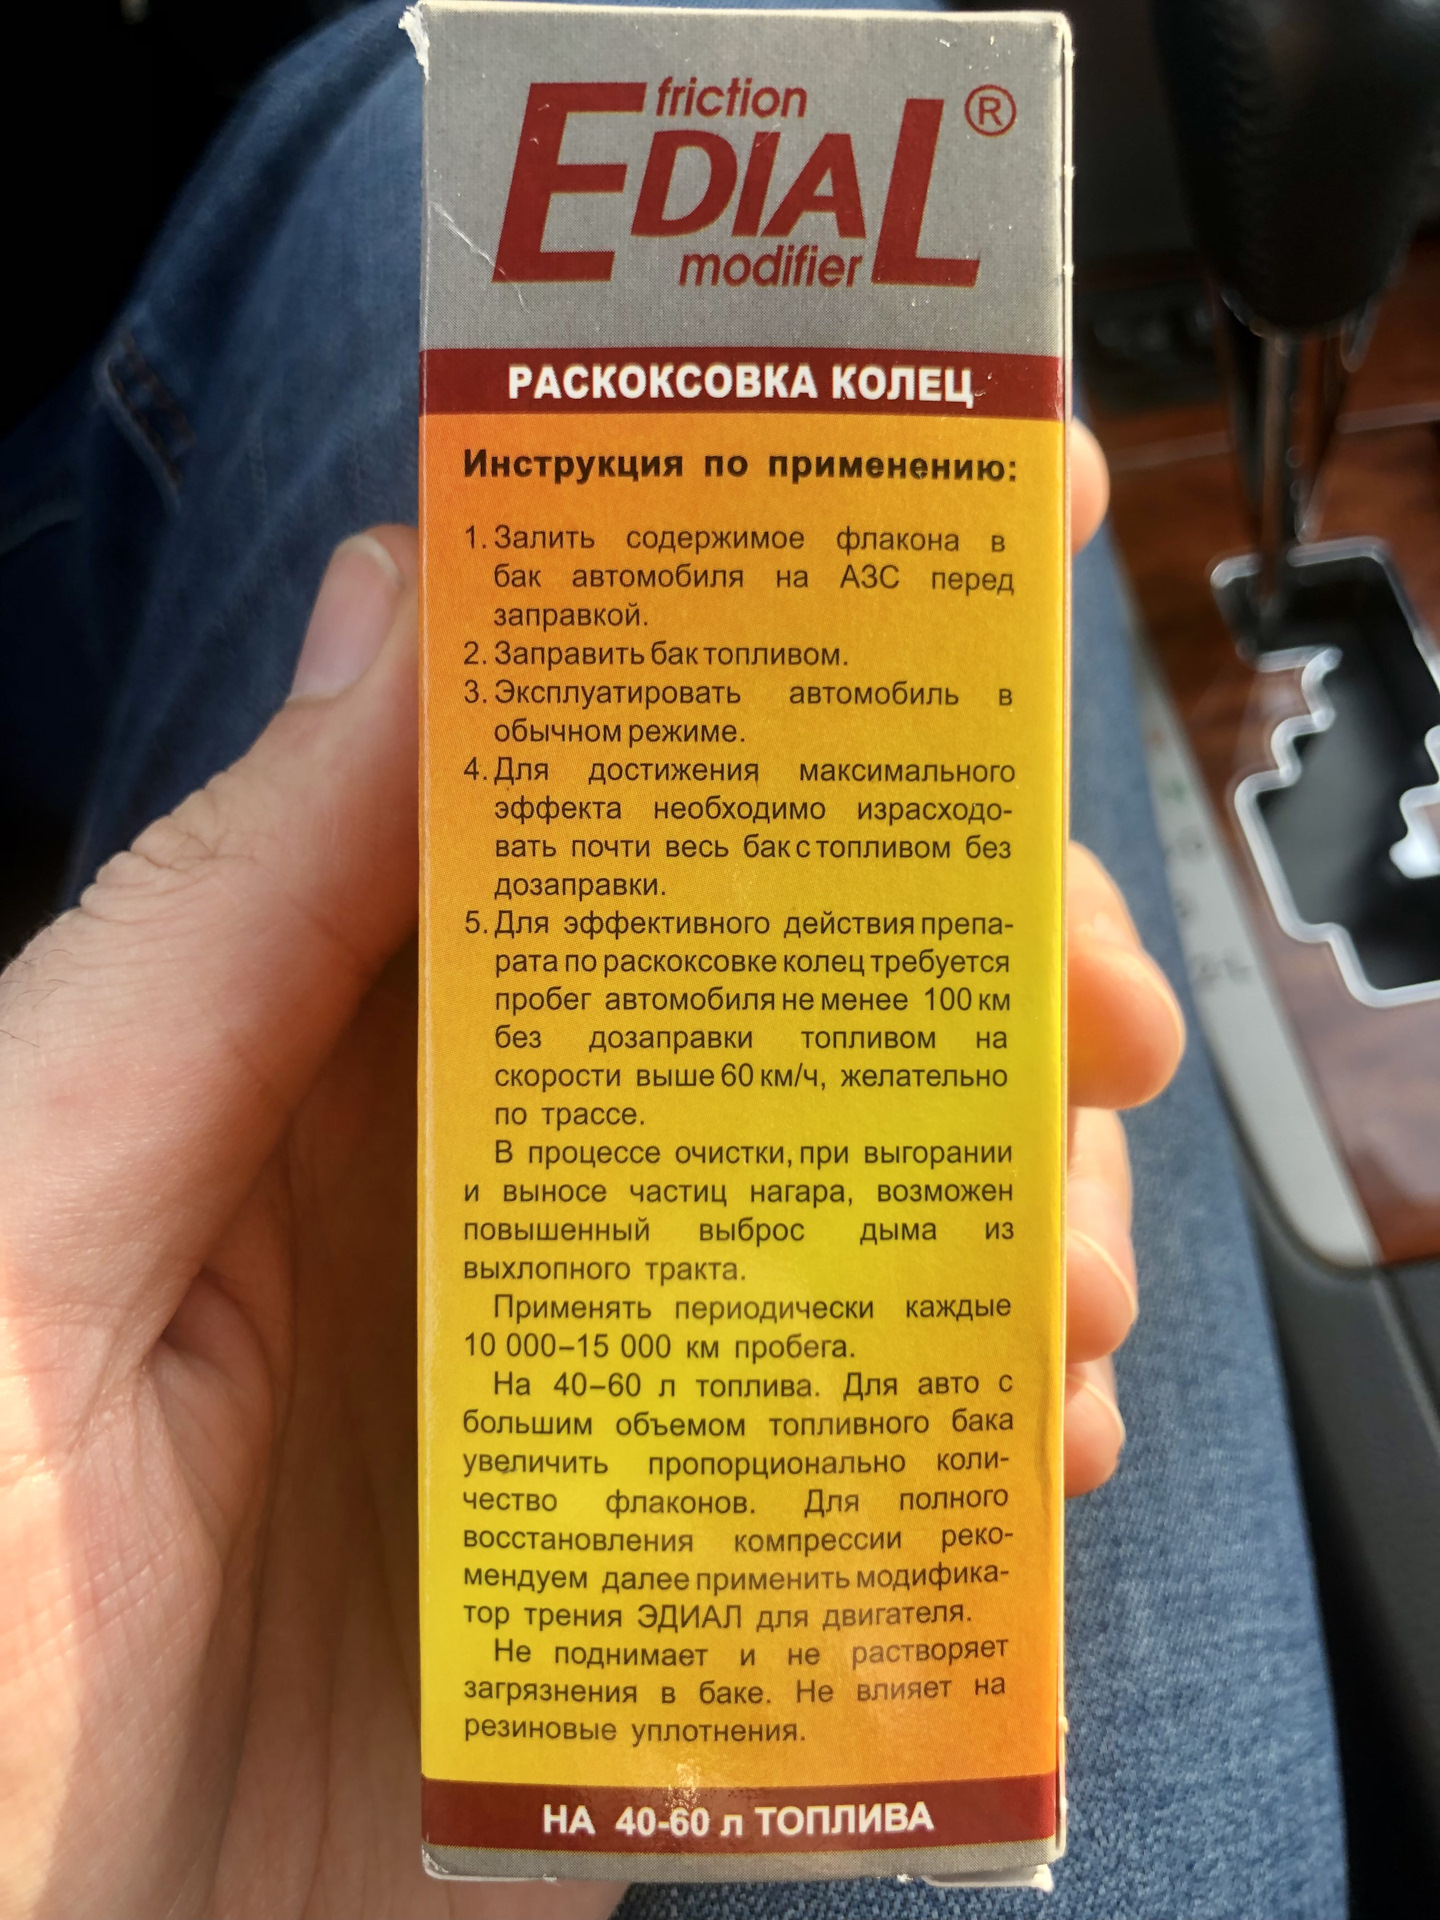 friction
EDIAL®
modifier
РАСКОКСОВКА КОЛЕЦ
Инструкция по применению:
1. Залить содержимое флакона в
бак автомобиля на АЗС перед
заправкой.
2. Заправить бак топливом.
3. Эксплуатировать автомобиль в
обычном режиме.
4. Для достижения максимального
эффекта необходимо израсходо-
вать почти весь бак с топливом без
дозаправки.
5. Для эффективного действия препа-
рата по раскоксовке колец требуется
пробег автомобиля не менее 100 км
без дозаправки топливом на
скорости выше 60 км/ч, желательно
по трассе.
В процессе очистки, при выгорании
и выносе частиц нагара, возможен
повышенный выброс дыма из
выхлопного тракта.
Применять периодически каждые
10 000–15 000 км пробега.
На 40–60 л топлива. Для авто с
большим объемом топливного бака
увеличить пропорционально коли-
чество флаконов. Для полного
восстановления компрессии реко-
мендуем далее применить модифика-
тор трения ЭДИАЛ для двигателя.
Не поднимает и не растворяет
загрязнения в баке. Не влияет на
резиновые уплотнения.
НА 40-60 л ТОПЛИВА